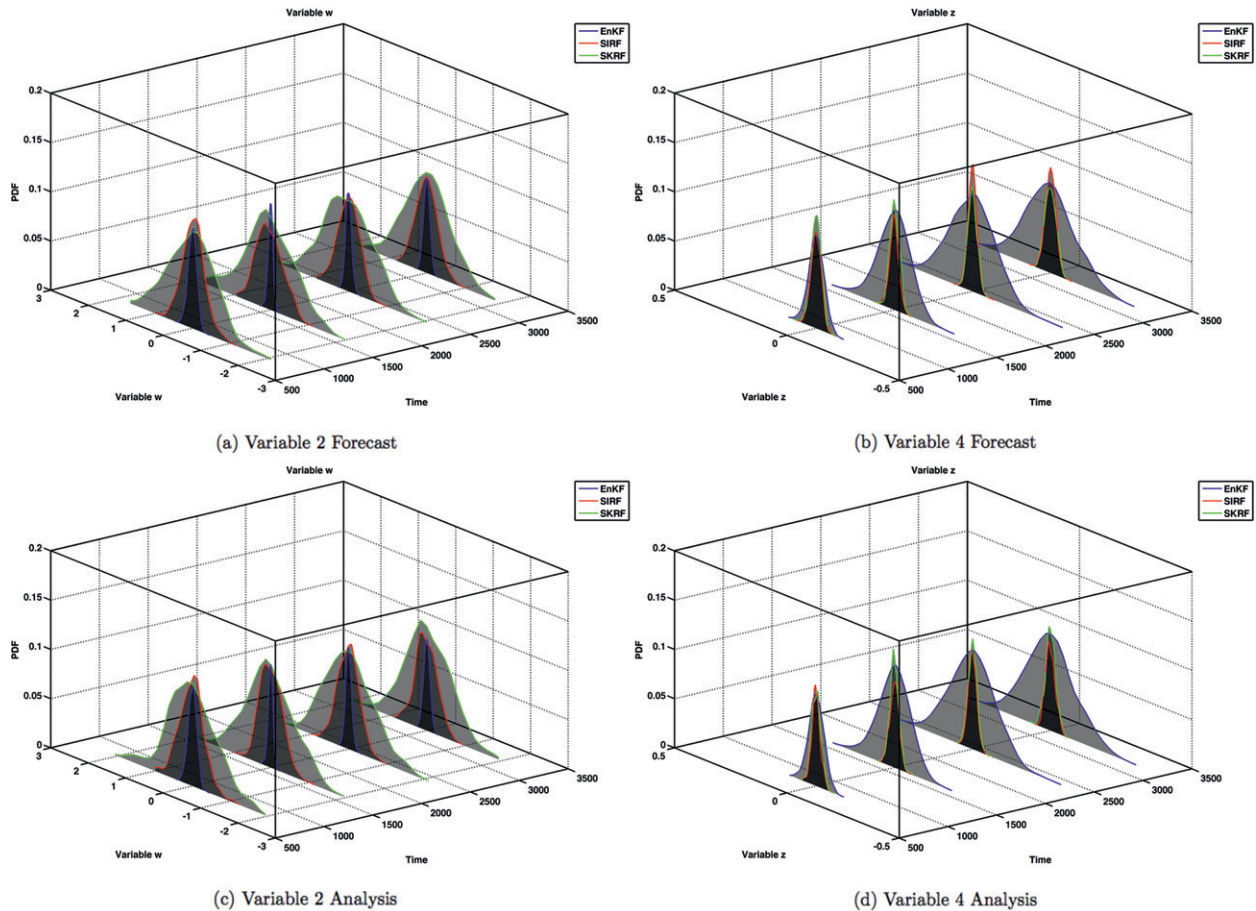 Variable w
EnKF
SIRF
SKRF
0.2
0.15
0.1
0.05
0
PDF
3
2
1
0
-1
-2
-3
Variable w
500
1000
1500
2000
2500
3000
3500
Time
(a) Variable 2 Forecast
Variable z
EnKF
SIRF
SKRF
0.2
0.15
0.1
0.05
0
PDF
0.5
0
-0.5
Variable z
500
1000
1500
2000
2500
3000
3500
Time
(b) Variable 4 Forecast
Variable w
EnKF
SIRF
SKRF
0.2
0.15
0.1
0.05
0
PDF
3
2
1
0
-1
-2
-3
Variable w
500
1000
1500
2000
2500
3000
3500
Time
(c) Variable 2 Analysis
Variable z
EnKF
SIRF
SKRF
0.2
0.15
0.1
0.05
0
PDF
0.5
0
-0.5
Variable z
500
1000
1500
2000
2500
3000
3500
Time
(d) Variable 4 Analysis